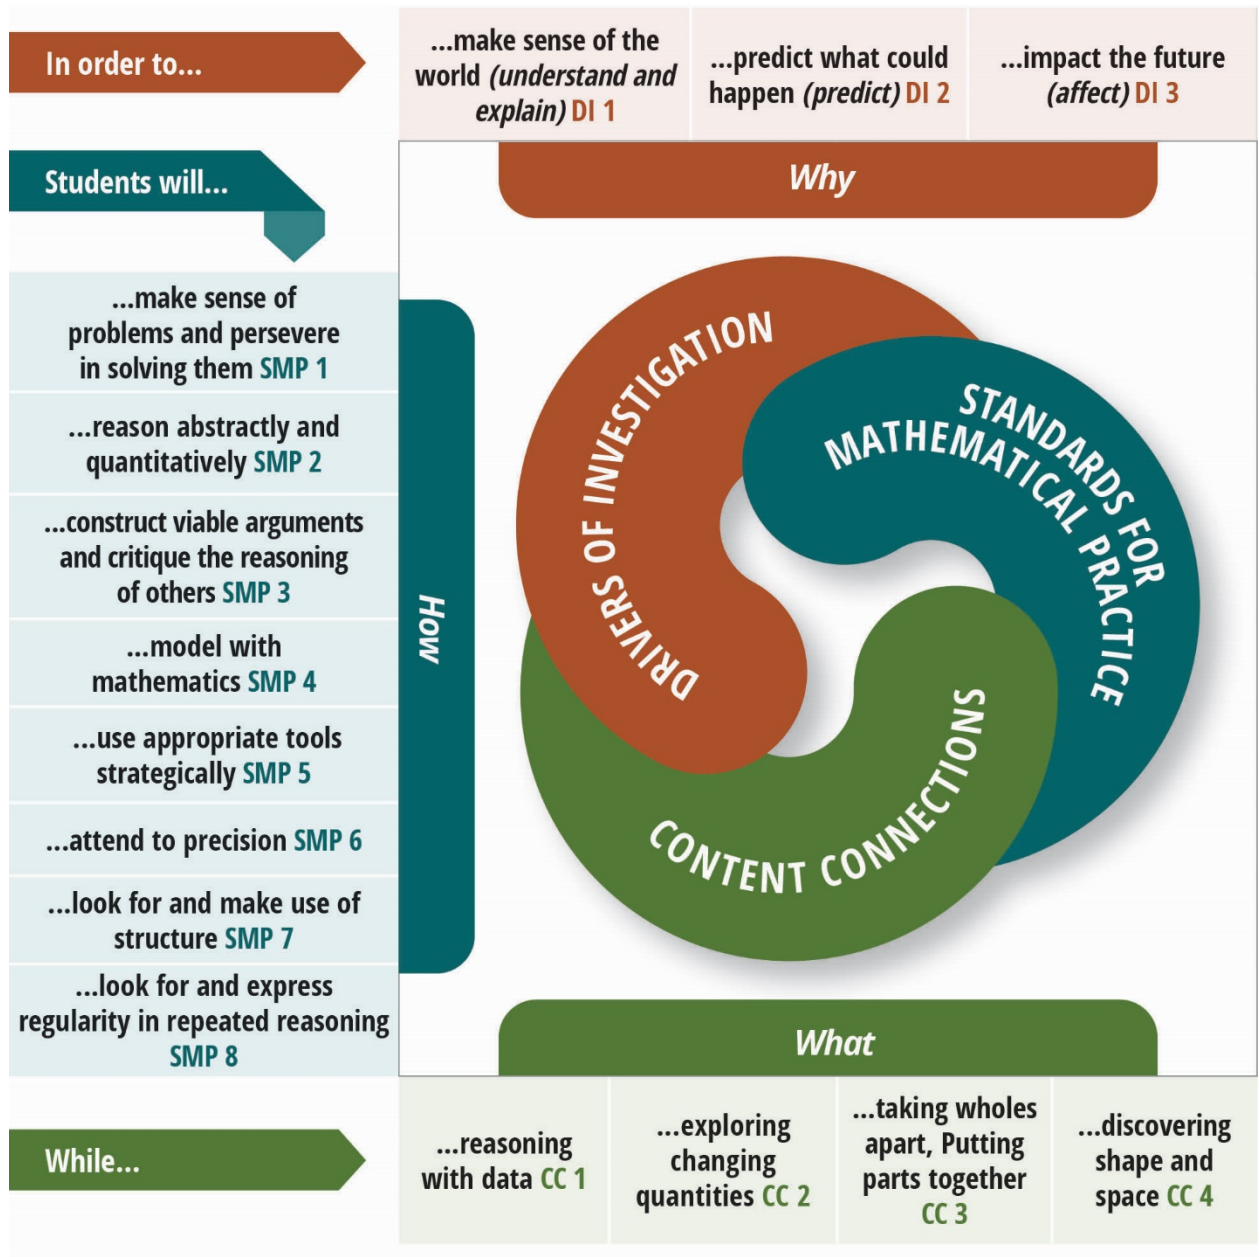 In order to...
...make sense of the
world (understand and
explain) DI 1
...predict what could
happen (predict) DI 2
...impact the future
(affect) DI 3
Students will...
Why
...make sense of
problems and persevere
in solving them SMP 1
...reason abstractly and
quantitatively SMP 2
...construct viable arguments
and critique the reasoning
of others SMP 3
...model with
mathematics SMP 4
...use appropriate tools
strategically SMP 5
...attend to precision SMP 6
...look for and make use of
structure SMP 7
...look for and express
regularity in repeated reasoning
SMP 8
How
DRIVERS OF INVESTIGATION
STANDARDS FOR
MATHEMATICAL PRACTICE
CONTENT CONNECTIONS
What
While...
...reasoning
with data CC 1
...exploring
changing
quantities CC 2
...taking wholes
apart, Putting
parts together
CC 3
...discovering
shape and
space CC 4